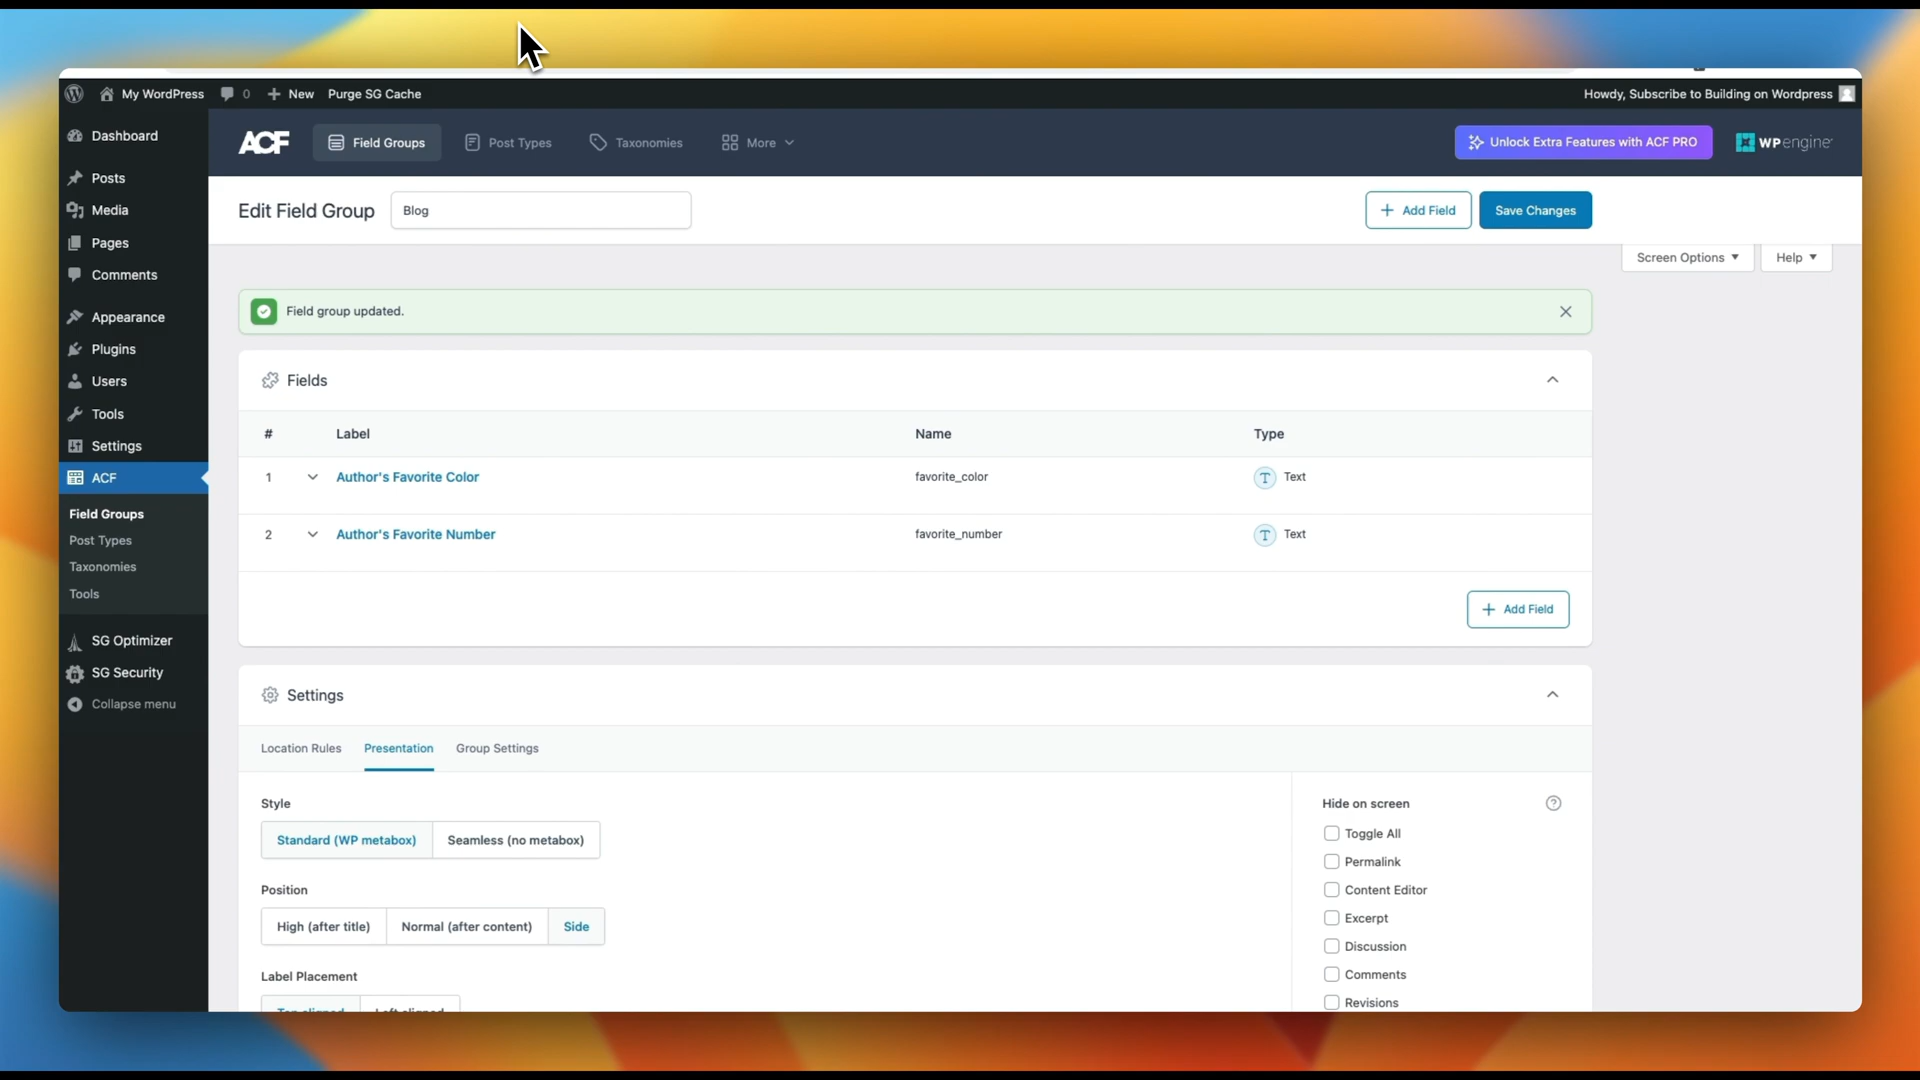 My WordPress
0
New
Purge SG Cache
Howdy, Subscribe to Building on Wordpress
Dashboard
Posts
Media
Pages
Comments
Appearance
Plugins
Users
Tools
Settings
ACF
Field Groups
Post Types
Taxonomies
Tools
SG Optimizer
SG Security
Collapse menu
ACF
Field Groups
Post Types
Taxonomies
More
Unlock Extra Features with ACF PRO
WPengine
Edit Field Group
Blog
Add Field
Save Changes
Screen Options
Help
Field group updated.
Fields
# Label Name Type
1 Author's Favorite Color favorite_color T Text
2 Author's Favorite Number favorite_number T Text
Add Field
Settings
Location Rules Presentation Group Settings
Style
Standard (WP metabox) Seamless (no metabox)
Position
High (after title) Normal (after content) Side
Label Placement
Top aligned Left aligned
Hide on screen
?
Toggle All
Permalink
Content Editor
Excerpt
Discussion
Comments
Revisions